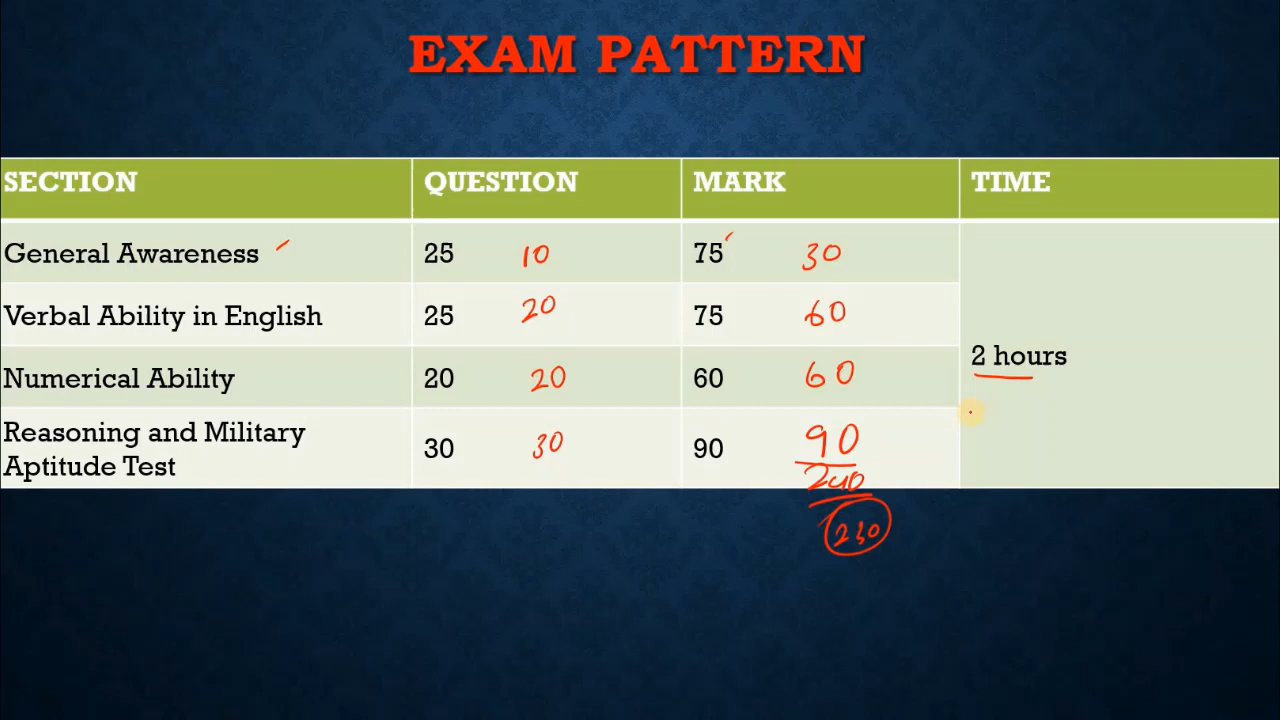 EXAM PATTERN
SECTION QUESTION MARK TIME
General Awareness 25 10 75 30
Verbal Ability in English 25 20 75 60
2 hours
Numerical Ability 20 20 60 60
Reasoning and Military
Aptitude Test 30 30 90 90
240
230